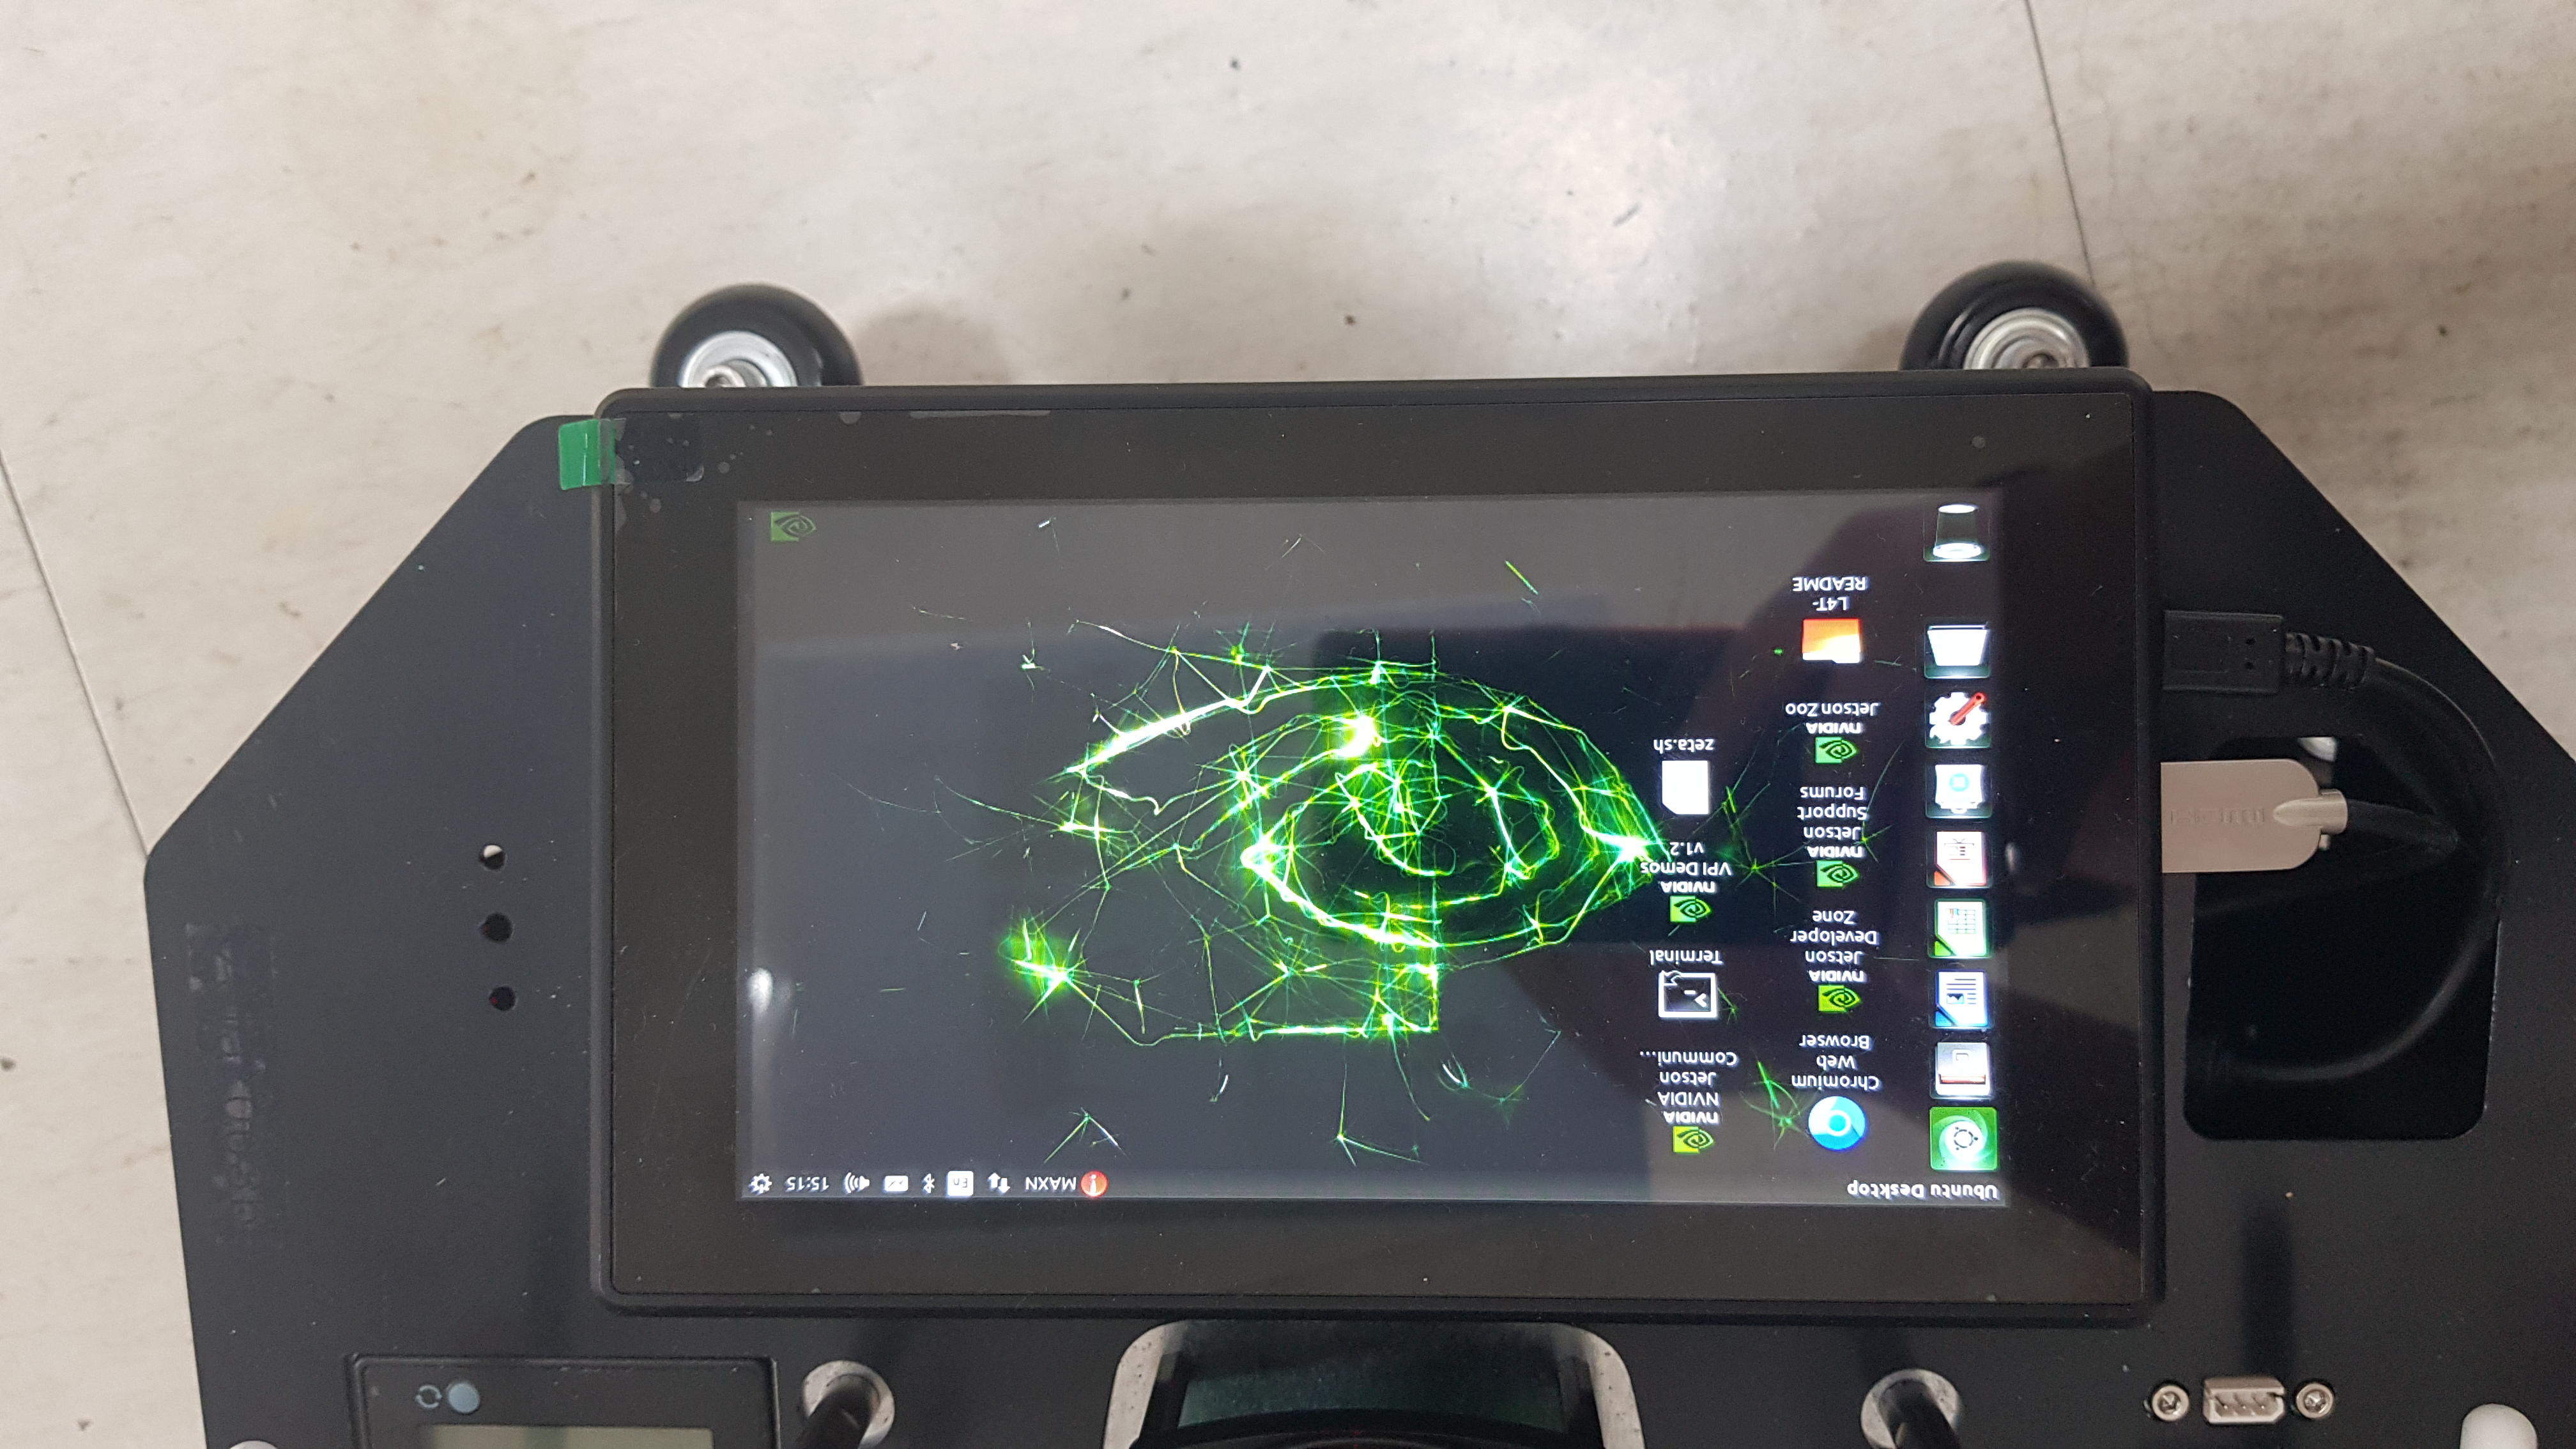 Ubuntu Desktop
MAXN
En
15:15
Chromium
Web
Browser
NVIDIA
NVIDIA
Jetson
Communi...
NVIDIA
Jetson
Developer
Zone
Terminal
NVIDIA
Jetson
Support
Forums
NVIDIA
VPI Demos
v1.2
NVIDIA
Jetson Zoo
zeta.sh
L4T-
README